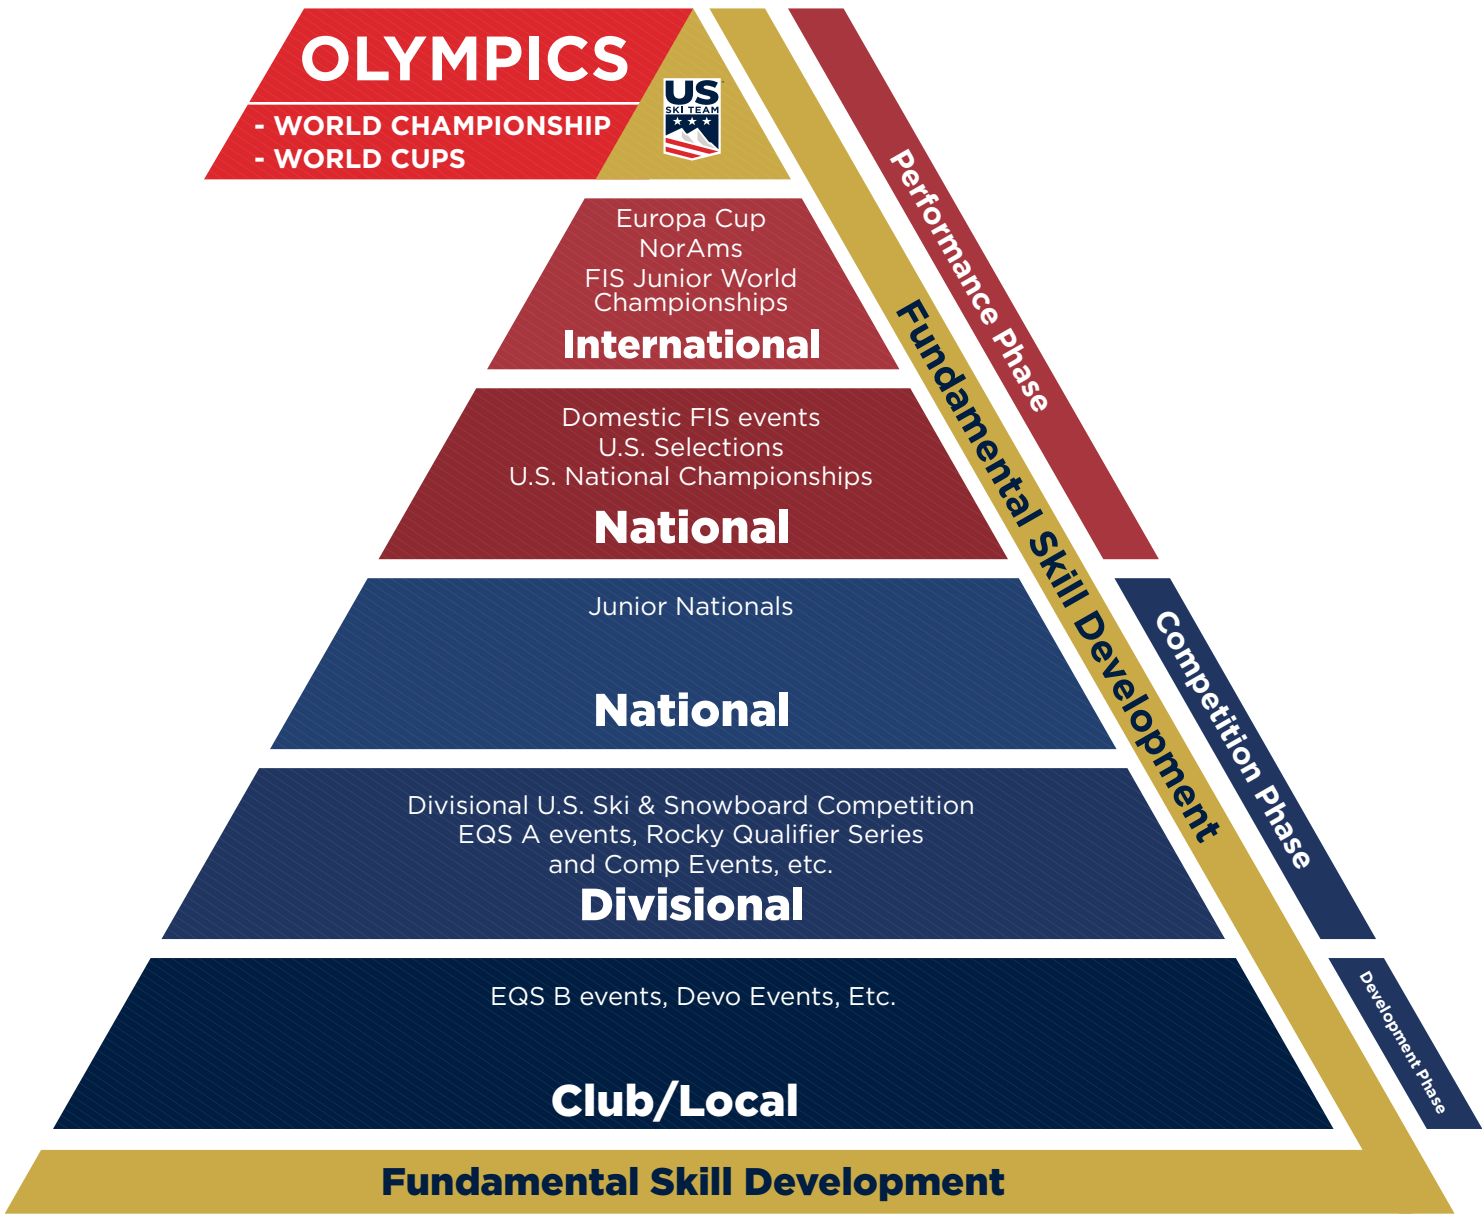 OLYMPICS
- WORLD CHAMPIONSHIP
- WORLD CUPS
US
SKI TEAM
Europa Cup
NorAms
FIS Junior World
Championships
International
Domestic FIS events
U.S. Selections
U.S. National Championships
National
Junior Nationals
National
Divisional U.S. Ski & Snowboard Competition
EQS A events, Rocky Qualifier Series
and Comp Events, etc.
Divisional
EQS B events, Devo Events, Etc.
Club/Local
Fundamental Skill Development
Fundamental Skill Development
Performance Phase
Competition Phase
Development Phase